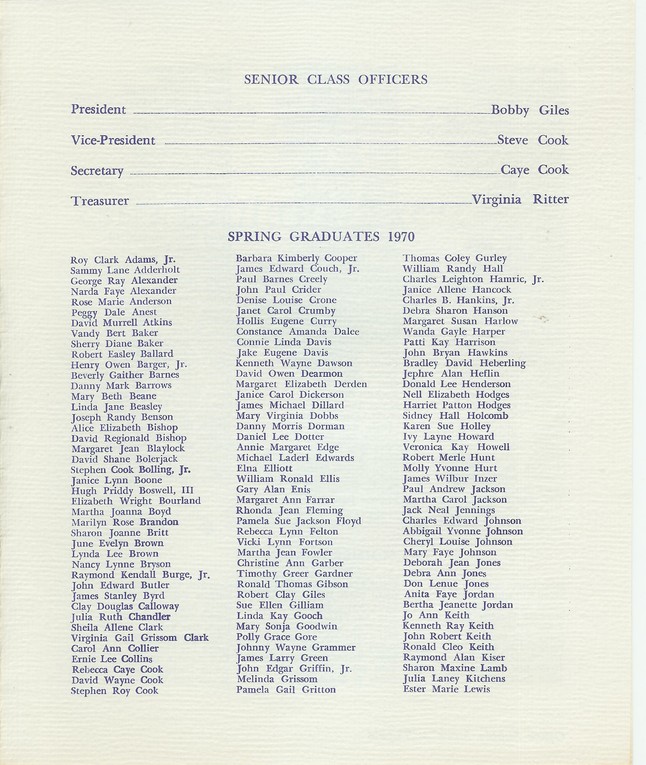 SENIOR CLASS OFFICERS
President Bobby Giles
Vice-President Steve Cook
Secretary Caye Cook
Treasurer Virginia Ritter
SPRING GRADUATES 1970
Roy Clark Adams, Jr.
Sammy Lane Adderholt
George Ray Alexander
Narda Faye Alexander
Rose Marie Anderson
Peggy Dale Anest
David Murrell Atkins
Vandy Bert Baker
Sherry Diane Baker
Robert Easley Ballard
Henry Owen Barger, Jr.
Beverly Gaither Barnes
Danny Mark Barrows
Mary Beth Beane
Linda Jane Beasley
Joseph Randy Benson
Alice Elizabeth Bishop
David Regionald Bishop
Margaret Jean Blaylock
David Shane Bolerjack
Stephen Cook Bolling, Jr.
Janice Lynn Boone
Hugh Priddy Boswell, III
Elizabeth Wright Bourland
Martha Joanna Boyd
Marilyn Rose Brandon
Sharon Joanne Britt
June Evelyn Brown
Lynda Lee Brown
Nancy Lynne Bryson
Raymond Kendall Burge, Jr.
John Edward Butler
James Stanley Byrd
Clay Douglas Calloway
Julia Ruth Chandler
Sheila Allene Clark
Virginia Gail Grissom Clark
Carol Ann Collier
Ernie Lee Collins
Rebecca Caye Cook
David Wayne Cook
Stephen Roy Cook
Barbara Kimberly Cooper
James Edward Couch, Jr.
Paul Barnes Creely
John Paul Crider
Denise Louise Crone
Janet Carol Crumby
Hollis Eugene Curry
Constance Amanda Dalee
Connie Linda Davis
Jake Eugene Davis
Kenneth Wayne Dawson
David Owen Dearmon
Margaret Elizabeth Derden
Janice Carol Dickerson
James Michael Dillard
Mary Virginia Dobbs
Danny Morris Dorman
Daniel Lee Dotter
Annie Margaret Edge
Michael Laderl Edwards
Elna Elliott
William Ronald Ellis
Gary Alan Enis
Margaret Ann Farrar
Rhonda Jean Fleming
Pamela Sue Jackson Floyd
Rebecca Lynn Felton
Vicki Lynn Fortson
Martha Jean Fowler
Christine Ann Garber
Timothy Greer Gardner
Ronald Thomas Gibson
Robert Clay Giles
Sue Ellen Gilliam
Linda Kay Gooch
Mary Sonja Goodwin
Polly Grace Gore
Johnny Wayne Grammer
James Larry Green
John Edgar Griffin, Jr.
Melinda Grissom
Pamela Gail Gritton
Thomas Coley Gurley
William Randy Hall
Charles Leighton Hamric, Jr.
Janice Allene Hancock
Charles B. Hankins, Jr.
Debra Sharon Hanson
Margaret Susan Harlow
Wanda Gayle Harper
Patti Kay Harrison
John Bryan Hawkins
Bradley David Heberling
Jephre Alan Heflin
Donald Lee Henderson
Nell Elizabeth Hodges
Harriet Patton Hodges
Sidney Hall Holcomb
Karen Sue Holley
Ivy Layne Howard
Veronica Kay Howell
Robert Merle Hunt
Molly Yvonne Hurt
James Wilbur Inzer
Paul Andrew Jackson
Martha Carol Jackson
Jack Neal Jennings
Charles Edward Johnson
Abbigail Yvonne Johnson
Cheryl Louise Johnson
Mary Faye Johnson
Deborah Jean Jones
Debra Ann Jones
Don Lenue Jones
Anita Faye Jordan
Bertha Jeanette Jordan
Jo Ann Keith
Kenneth Ray Keith
John Robert Keith
Ronald Cleo Keith
Raymond Alan Kiser
Sharon Maxine Lamb
Julia Laney Kitchens
Ester Marie Lewis